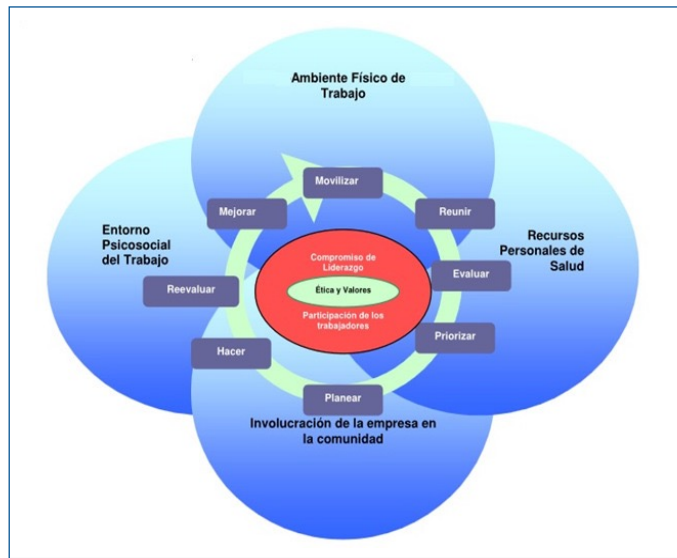 Ambiente Físico de
Trabajo
Movilizar
Mejorar
Reunir
Entorno
Psicosocial
del Trabajo
Recursos
Personales de
Salud
Compromiso de
Liderazgo
Evaluar
Reevaluar
Ética y Valores
Participación de los
trabajadores
Priorizar
Hacer
Planear
Involucración de la empresa en
la comunidad